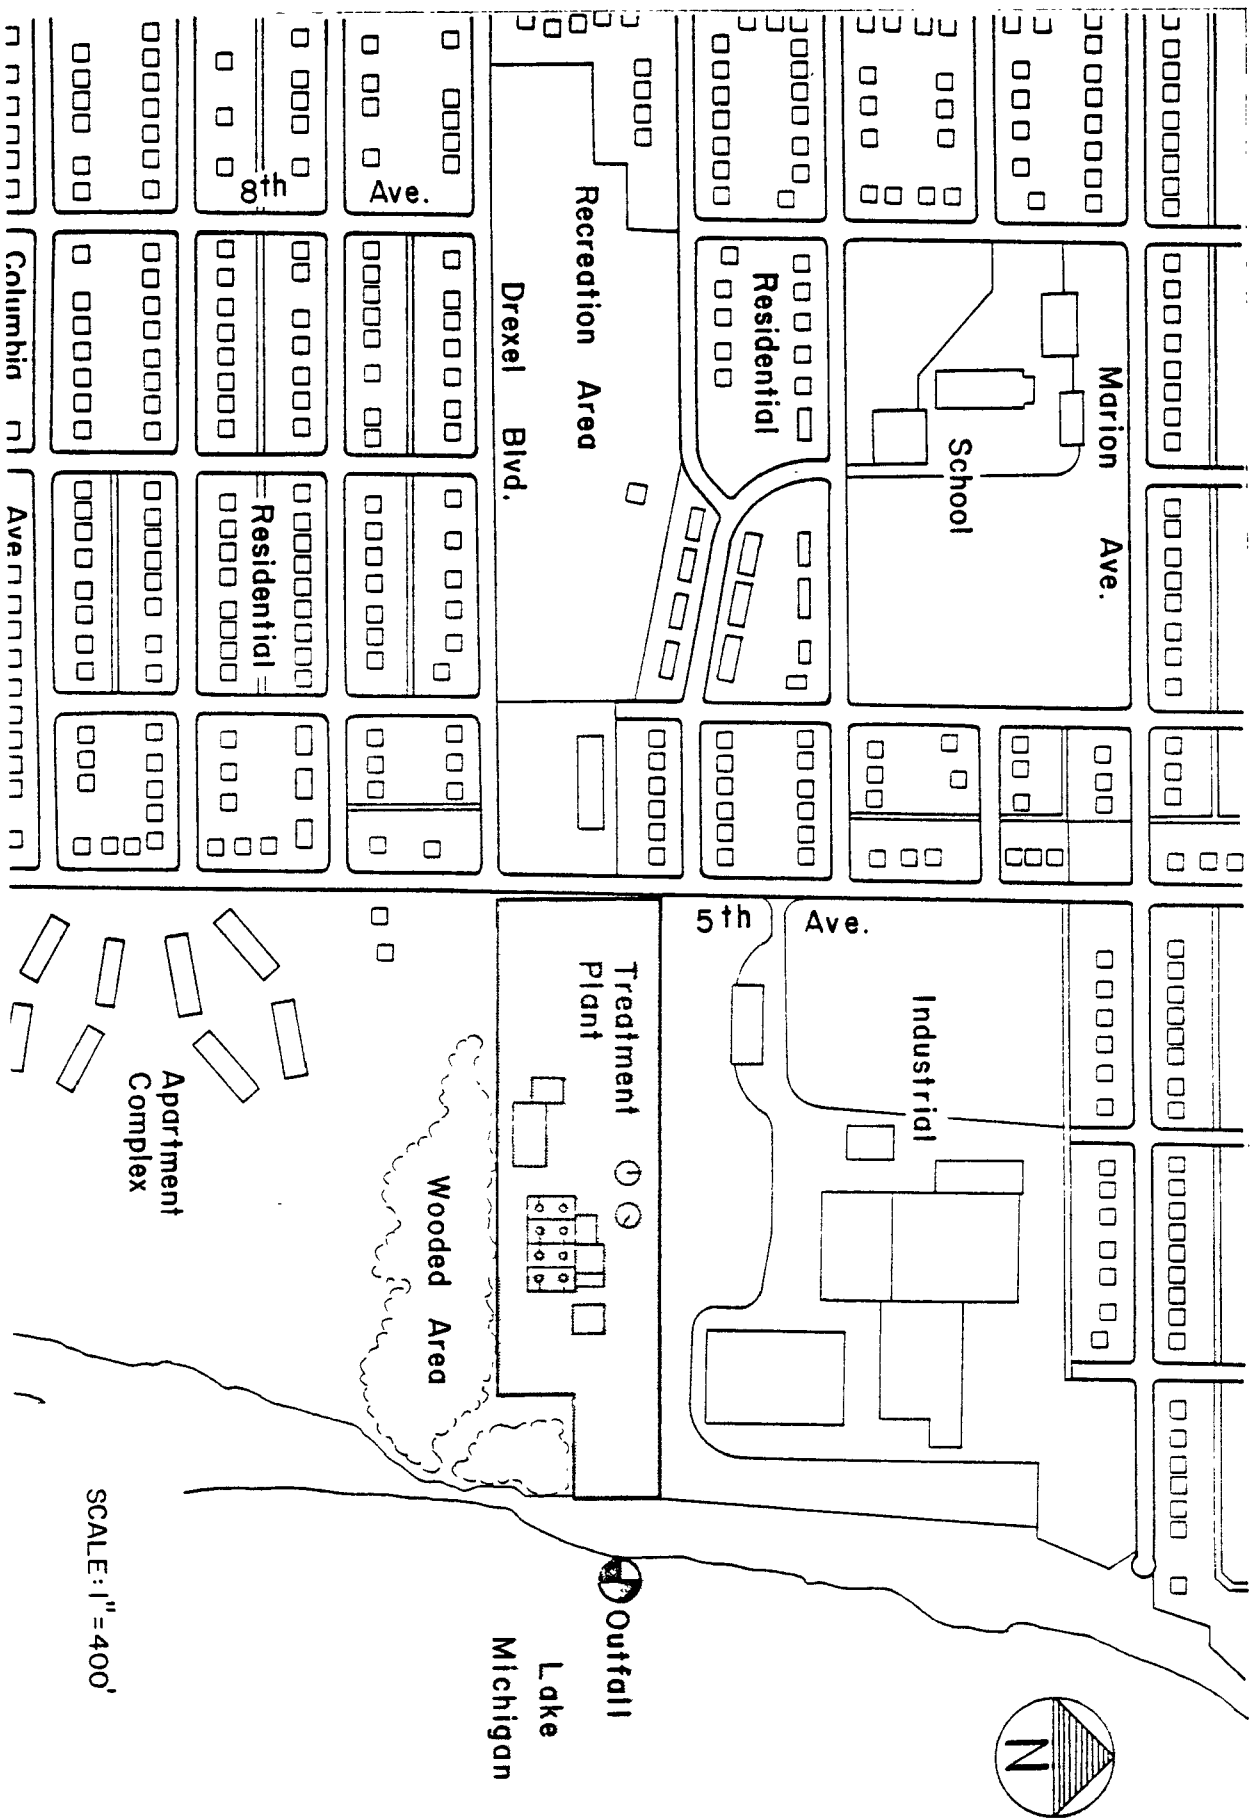 Marion Ave.
School
Residential
8th Ave.
Recreation Area
Drexel Blvd.
Residential
Columbia Ave
5th Ave.
Industrial
Treatment
Plant
Wooded Area
Apartment
Complex
Outfall
Lake
Michigan
SCALE: 1" = 400'
N